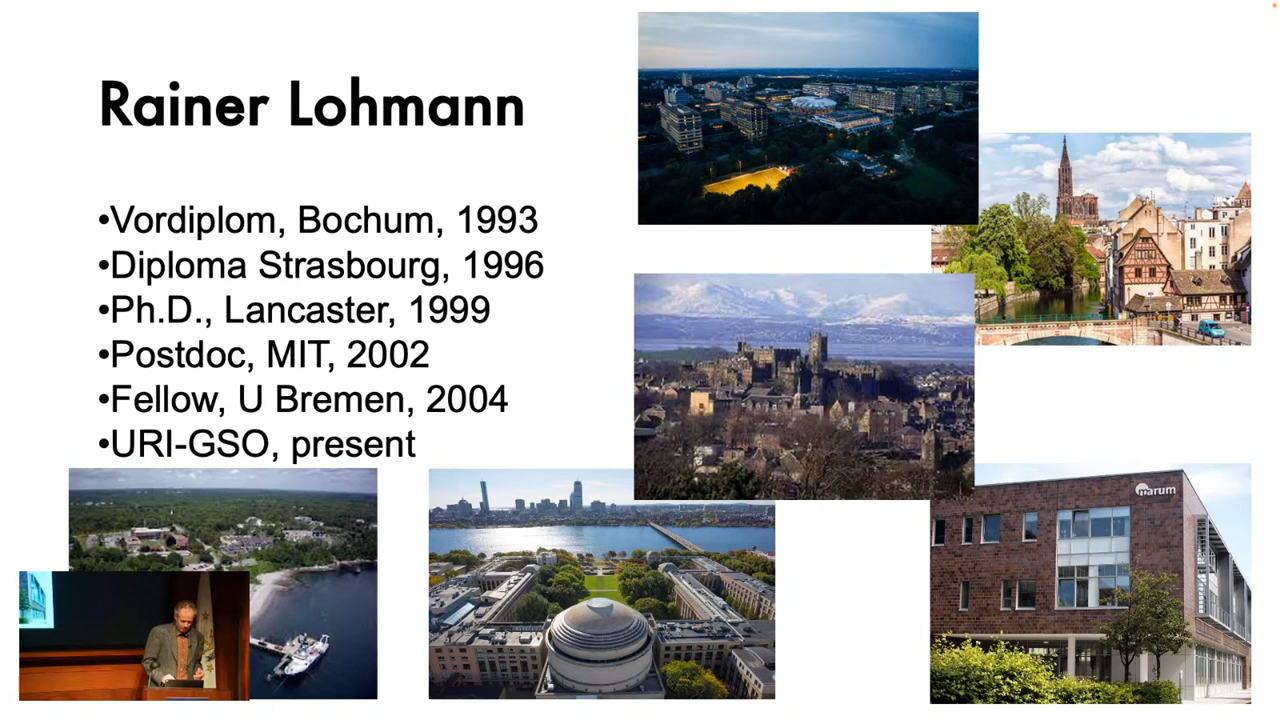 Rainer Lohmann
•Vordiplom, Bochum, 1993
•Diploma Strasbourg, 1996
•Ph.D., Lancaster, 1999
•Postdoc, MIT, 2002
•Fellow, U Bremen, 2004
•URI-GSO, present
marum